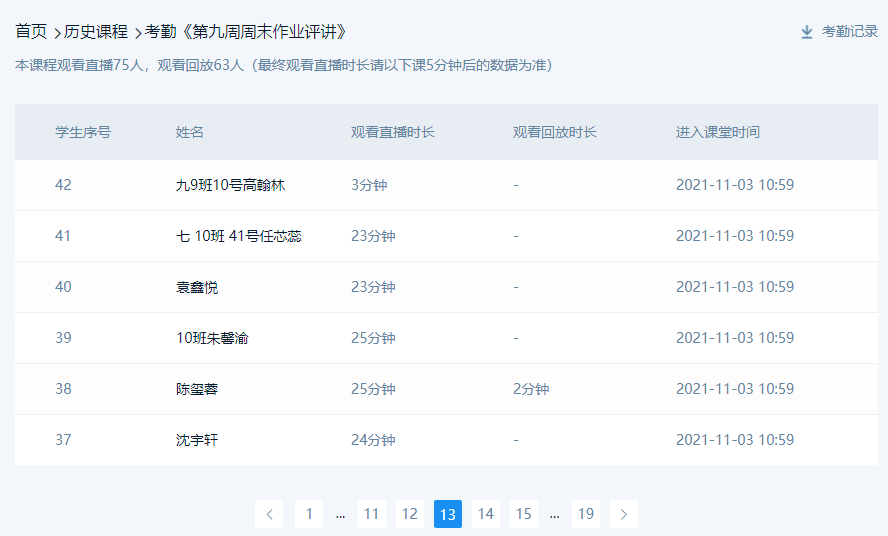 首页 >历史课程 >考勤《第九周周末作业评讲》 考勤记录
本课程观看直播75人，观看回放63人（最终观看直播时长请以下课5分钟后的数据为准）
学生序号 姓名 观看直播时长 观看回放时长 进入课堂时间
42 九9班10号高翰林 3分钟 - 2021-11-03 10:59
41 七 10班 41号任芯蕊 23分钟 - 2021-11-03 10:59
40 袁鑫悦 23分钟 - 2021-11-03 10:59
39 10班朱馨渝 25分钟 - 2021-11-03 10:59
38 陈玺蓉 25分钟 2分钟 2021-11-03 10:59
37 沈宇轩 24分钟 - 2021-11-03 10:59
< 1 ... 11 12 13 14 15 ... 19 >